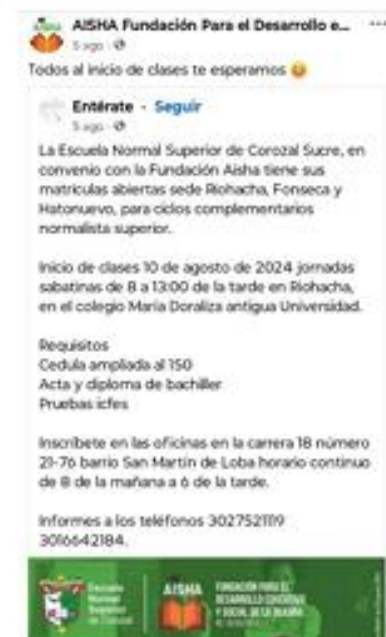 AISHA Fundación Para el Desarrollo e... ...
5 ago ·
Todos al inicio de clases te esperamos
Entérate · Seguir
5 ago ·
La Escuela Normal Superior de Corozal Sucre, en
convenio con la Fundación Aisha tiene sus
matriculas abiertas sede Riohacha, Fonseca y
Hatonuevo, para ciclos complementarios
normalista superior.
Inicio de clases 10 de agosto de 2024 jornadas
sabatinas de 8 a 13:00 de la tarde en Riohacha,
en el colegio María Doraliza antigua Universidad.
Requisitos
Cedula ampliada al 150
Acta y diploma de bachiller
Pruebas icfes
Inscríbete en las oficinas en la carrera 18 número
21-76 barrio San Martín de Loba horario continuo
de 8 de la mañana a 6 de la tarde.
Informes a los teléfonos 3027521119
3016642184.
Escuela
Normal
Superior
de Corozal
AISHA
FUNDACIÓN PARA EL
DESARROLLO EDUCATIVO
Y SOCIAL DE LA GUAJIRA